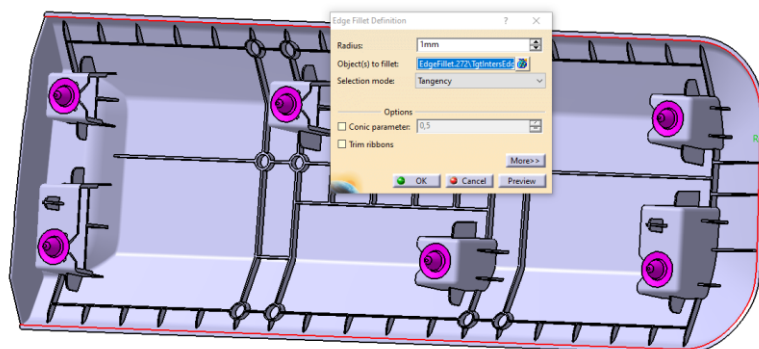 Edge Fillet Definition ? ×
Radius: 1mm
Object(s) to fillet: EdgeFillet.272\TgtIntersEdg
Selection mode: Tangency
Options
Conic parameter: 0,5
Trim ribbons
More>>
OK Cancel Preview
R